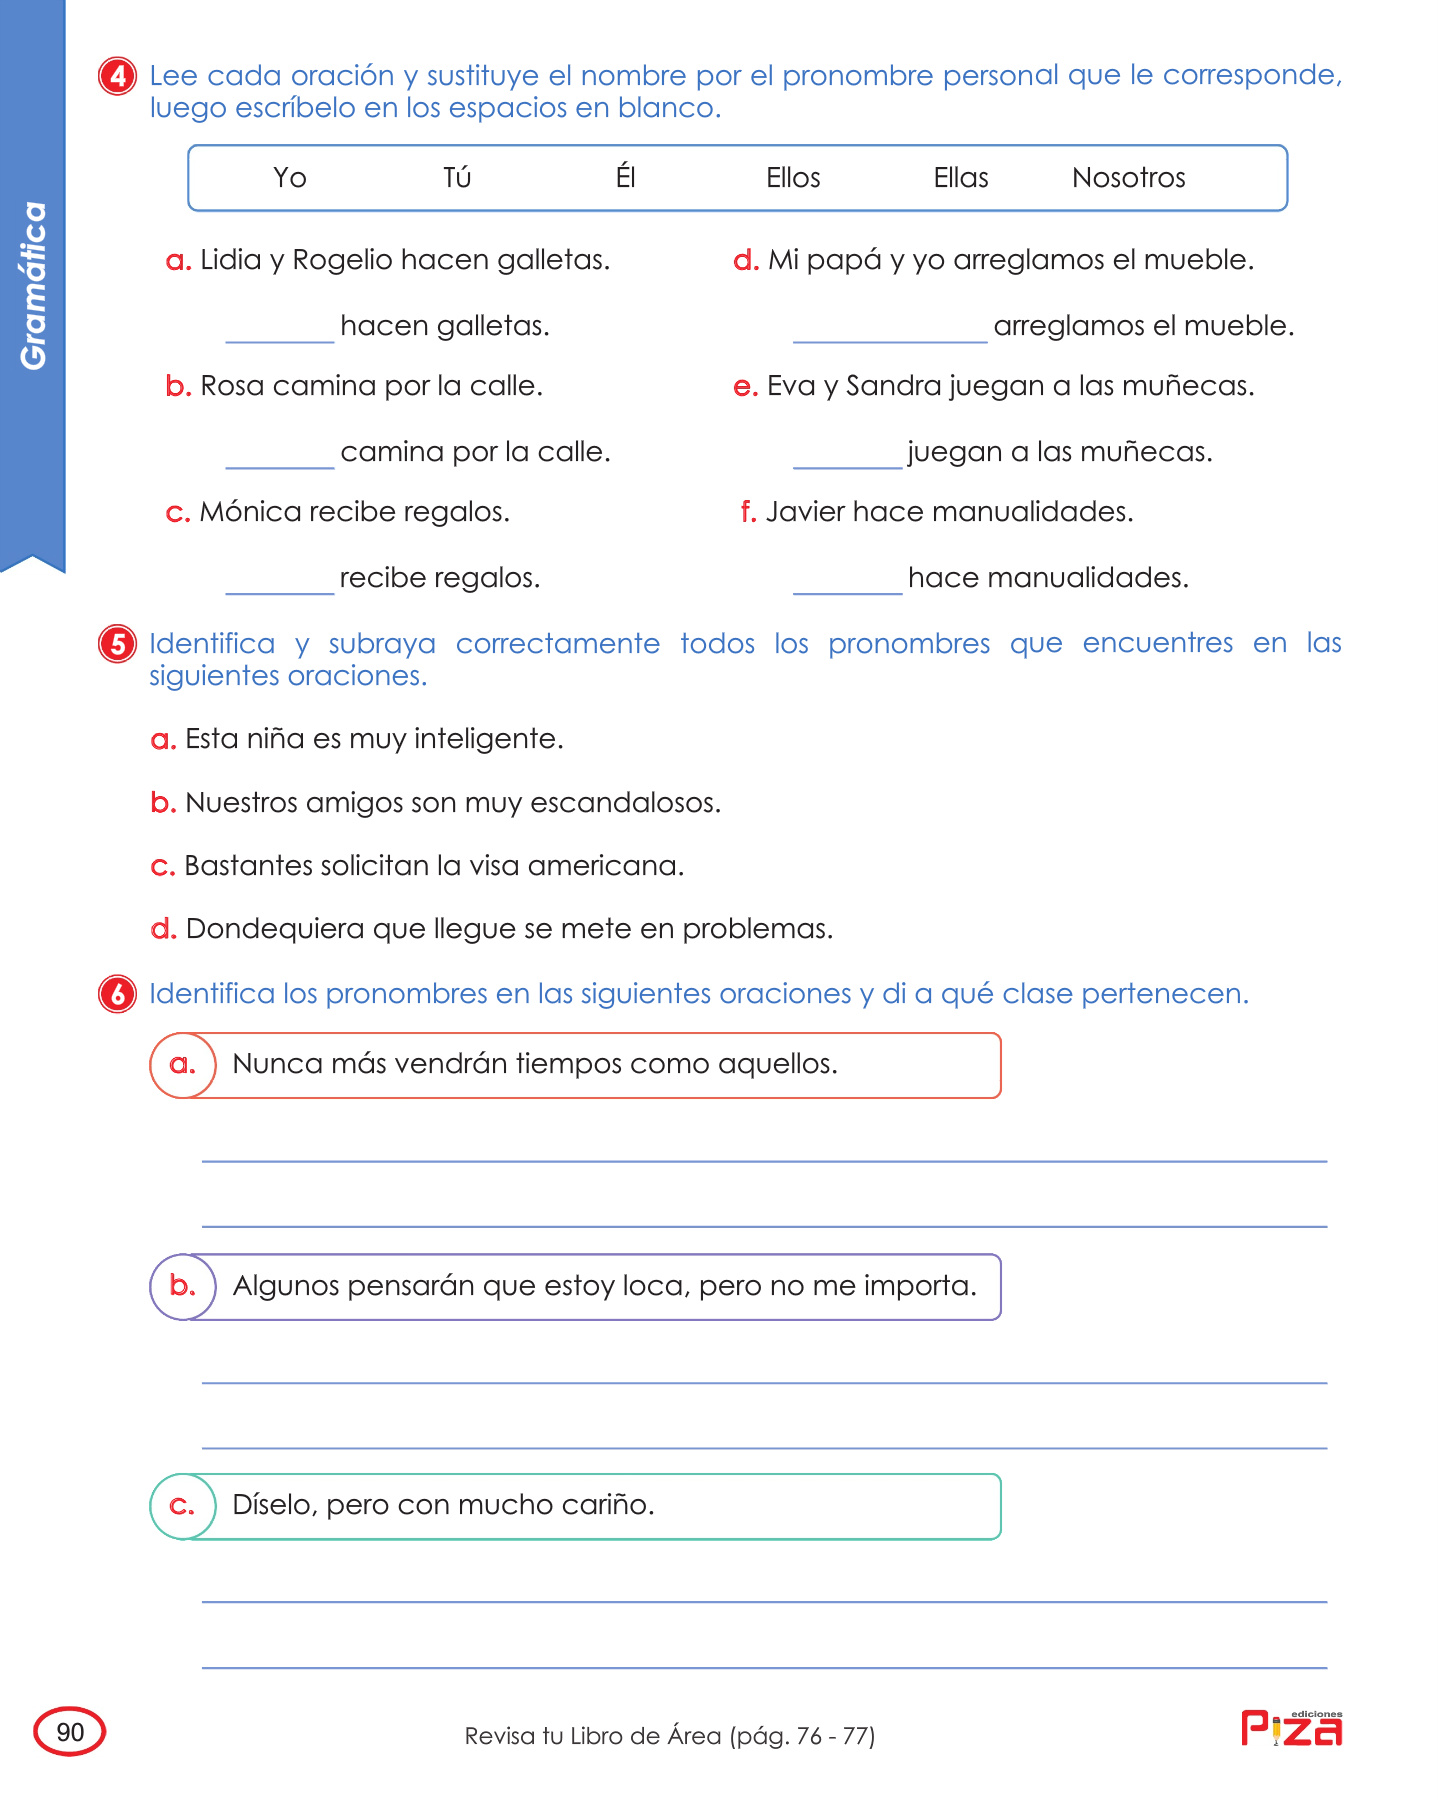 Gramática
4 Lee cada oración y sustituye el nombre por el pronombre personal que le corresponde,
luego escríbelo en los espacios en blanco.
Yo Tú Él Ellos Ellas Nosotros
a. Lidia y Rogelio hacen galletas.
________ hacen galletas.
b. Rosa camina por la calle.
________ camina por la calle.
c. Mónica recibe regalos.
________ recibe regalos.
d. Mi papá y yo arreglamos el mueble.
______________ arreglamos el mueble.
e. Eva y Sandra juegan a las muñecas.
________ juegan a las muñecas.
f. Javier hace manualidades.
________ hace manualidades.
5 Identifica y subraya correctamente todos los pronombres que encuentres en las
siguientes oraciones.
a. Esta niña es muy inteligente.
b. Nuestros amigos son muy escandalosos.
c. Bastantes solicitan la visa americana.
d. Dondequiera que llegue se mete en problemas.
6 Identifica los pronombres en las siguientes oraciones y di a qué clase pertenecen.
a. Nunca más vendrán tiempos como aquellos.
b. Algunos pensarán que estoy loca, pero no me importa.
c. Díselo, pero con mucho cariño.
90
Revisa tu Libro de Área (pág. 76 - 77)
ediciones
Piza